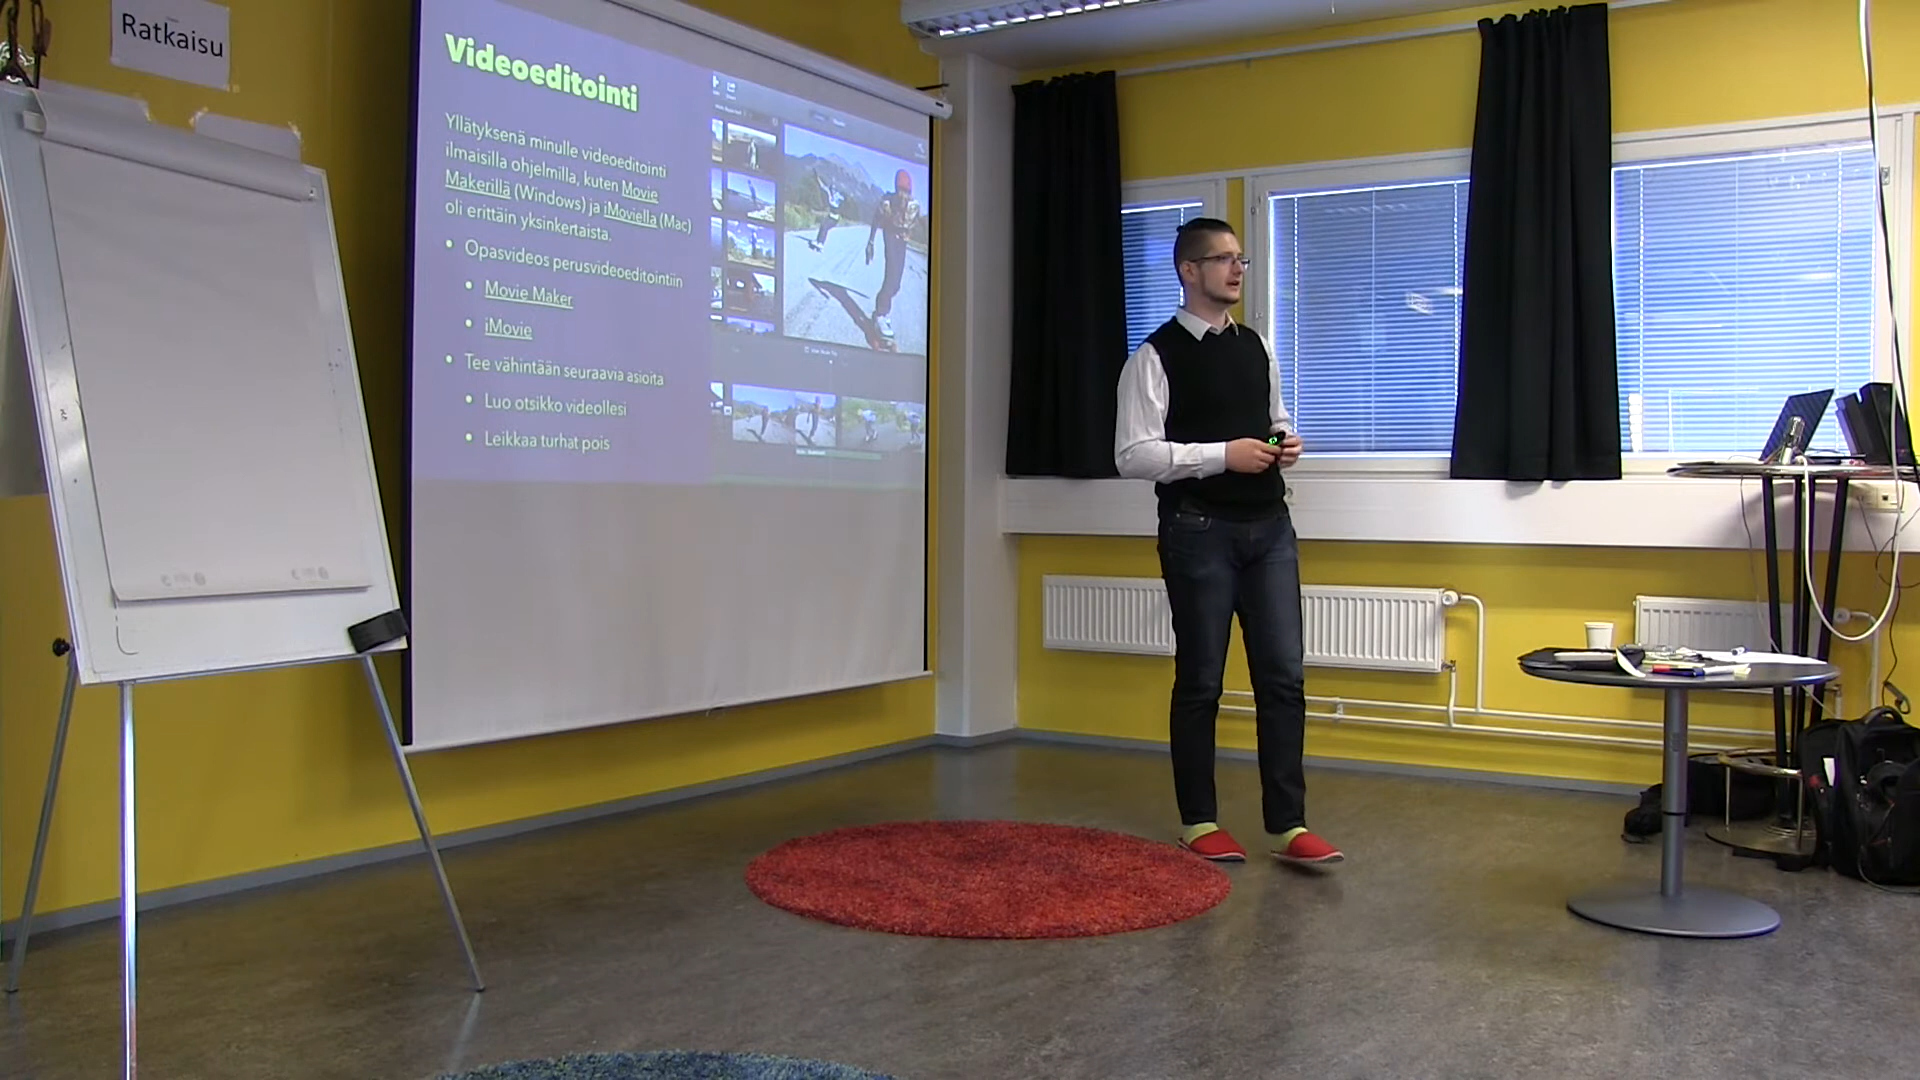 Ratkaisu
Videoeditointi
Yllätyksenä minulle videoeditointi
ilmaisilla ohjelmilla, kuten Movie
Makerillä (Windows) ja iMoviella (Mac)
oli erittäin yksinkertaista.
• Opasvideos perusvideoeditointiin
• Movie Maker
• iMovie
• Tee vähintään seuraavia asioita
• Luo otsikko videollesi
• Leikkaa turhat pois